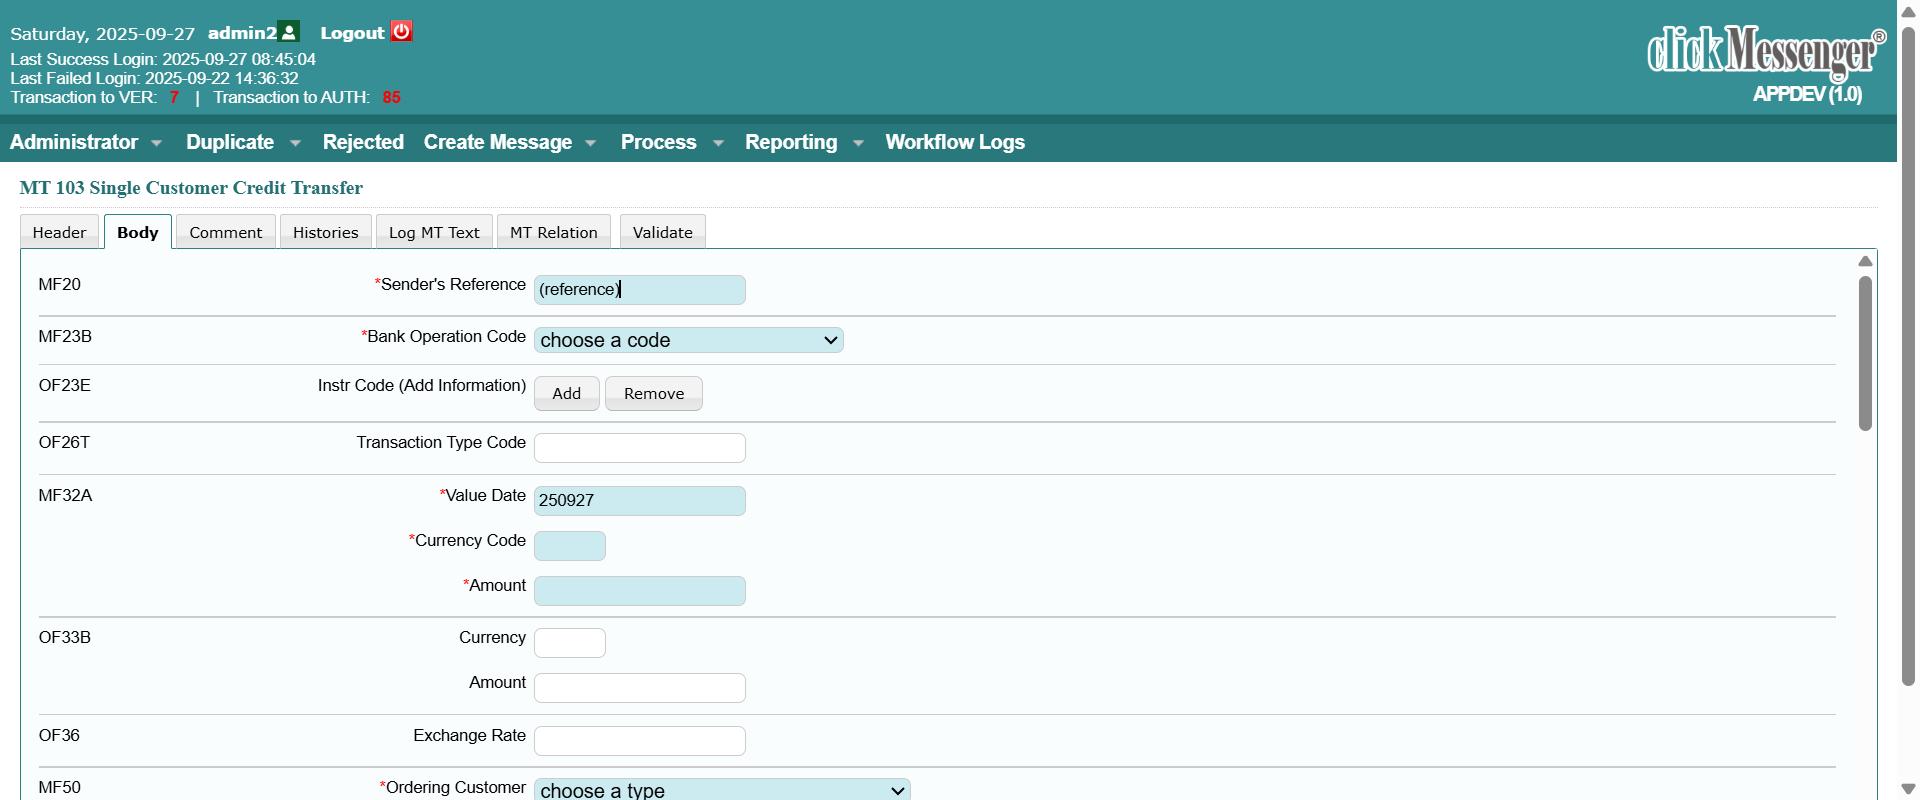 Saturday, 2025-09-27 admin2 Logout
Last Success Login: 2025-09-27 08:45:04
Last Failed Login: 2025-09-22 14:36:32
Transaction to VER: 7 | Transaction to AUTH: 85
clickMessenger®
APPDEV (1.0)
Administrator Duplicate Rejected Create Message Process Reporting Workflow Logs
MT 103 Single Customer Credit Transfer
Header Body Comment Histories Log MT Text MT Relation Validate
MF20 *Sender's Reference (reference)
MF23B *Bank Operation Code choose a code
OF23E Instr Code (Add Information) Add Remove
OF26T Transaction Type Code
MF32A *Value Date 250927
*Currency Code
*Amount
OF33B Currency
Amount
OF36 Exchange Rate
MF50 *Ordering Customer choose a type